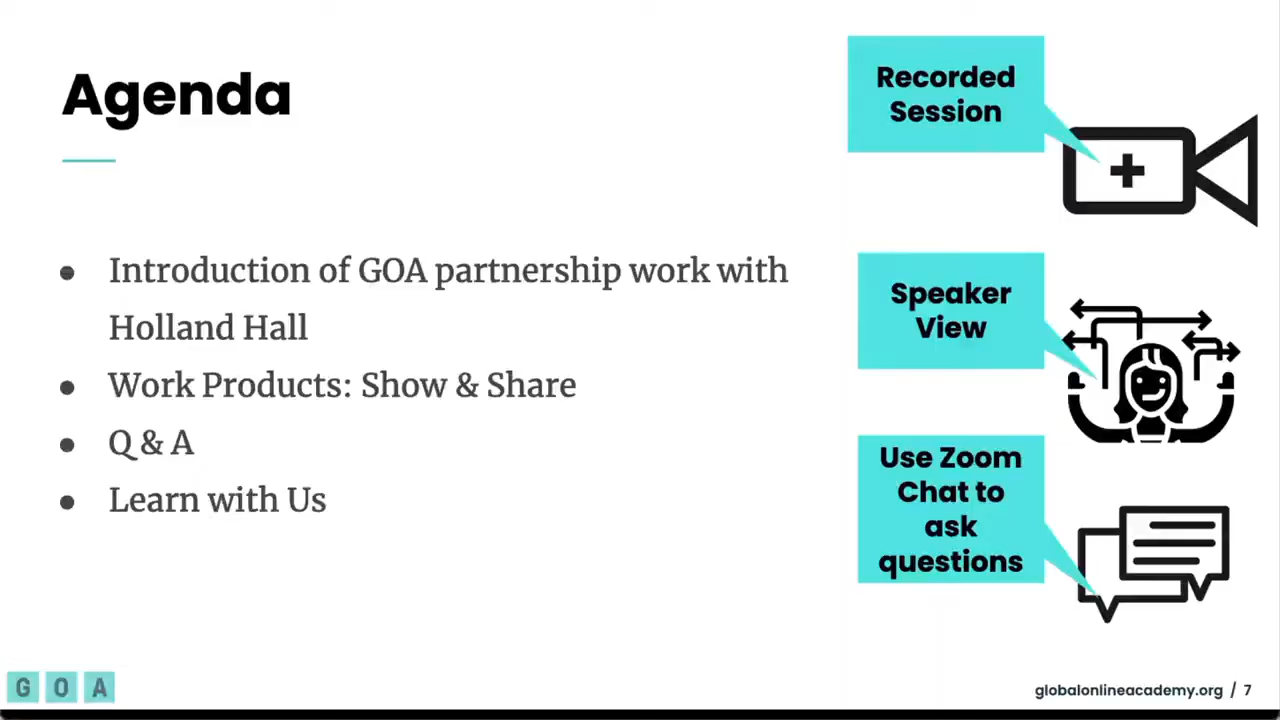 Agenda
● Introduction of GOA partnership work with
Holland Hall
● Work Products: Show & Share
● Q & A
● Learn with Us
Recorded
Session
Speaker
View
Use Zoom
Chat to
ask
questions
G O A
globalonlineacademy.org / 7